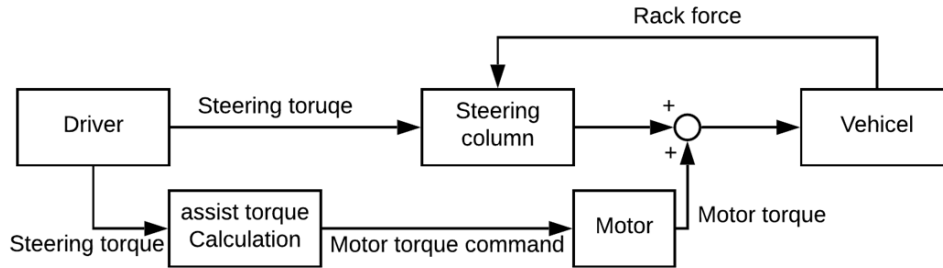 Rack force
Driver
Steering toruqe
Steering
column
+
+
Vehicel
Steering torque
assist torque
Calculation
Motor torque command
Motor
Motor torque